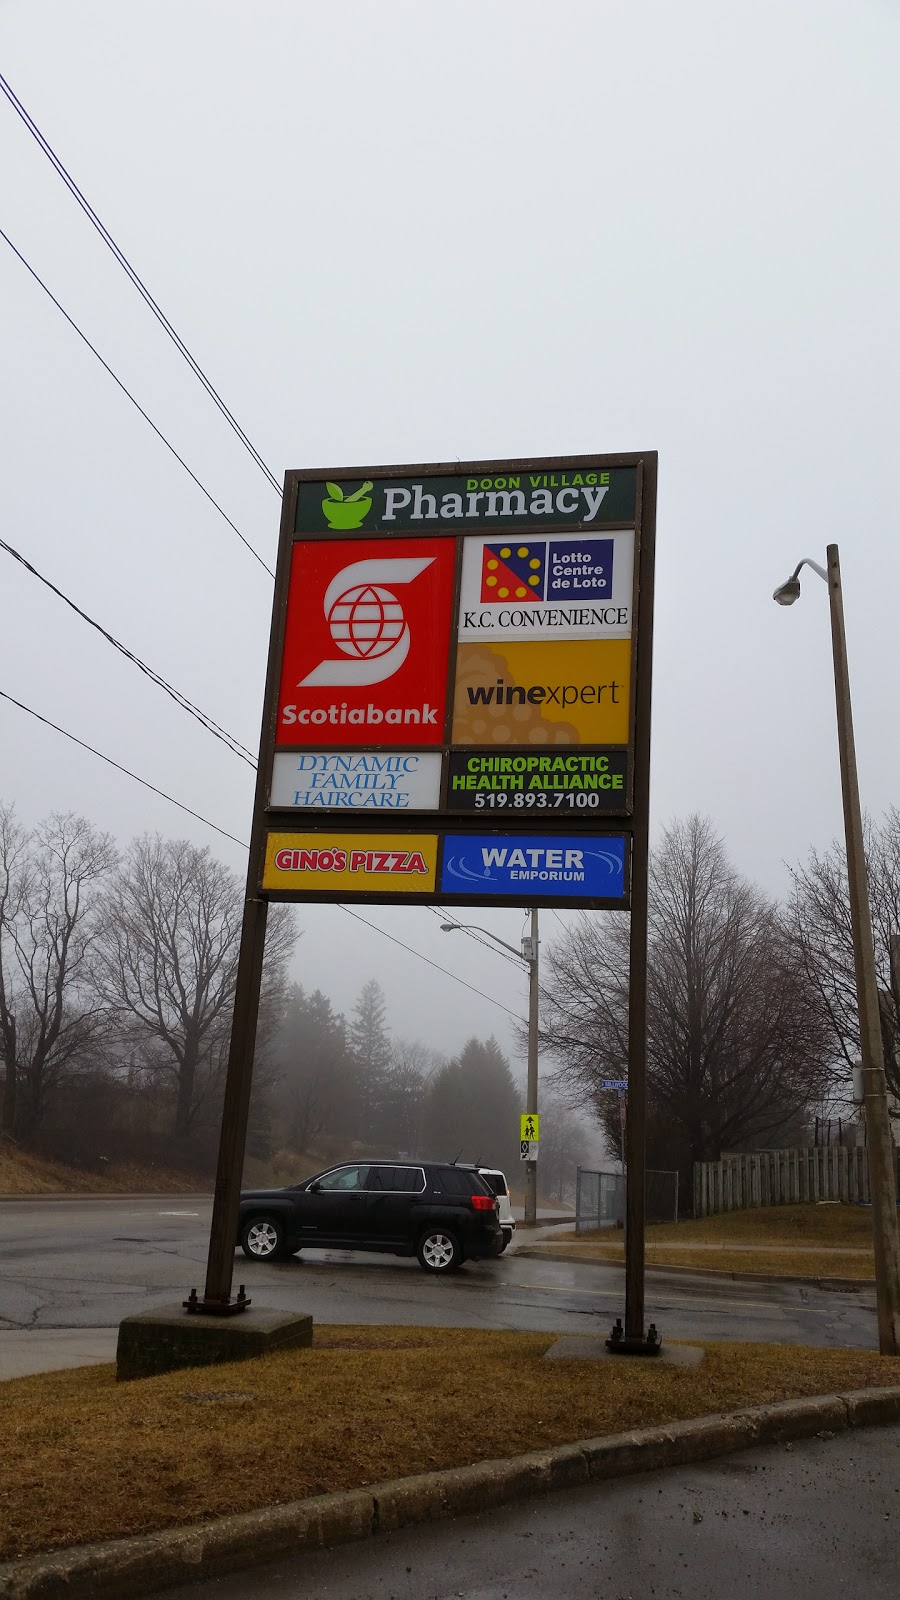 DOON VILLAGE
Pharmacy
Scotiabank
Lotto
Centre
de Loto
K.C. CONVENIENCE
winexpert
DYNAMIC
FAMILY
HAIRCARE
CHIROPRACTIC
HEALTH ALLIANCE
519.893.7100
GINO'S PIZZA
WATER
EMPORIUM